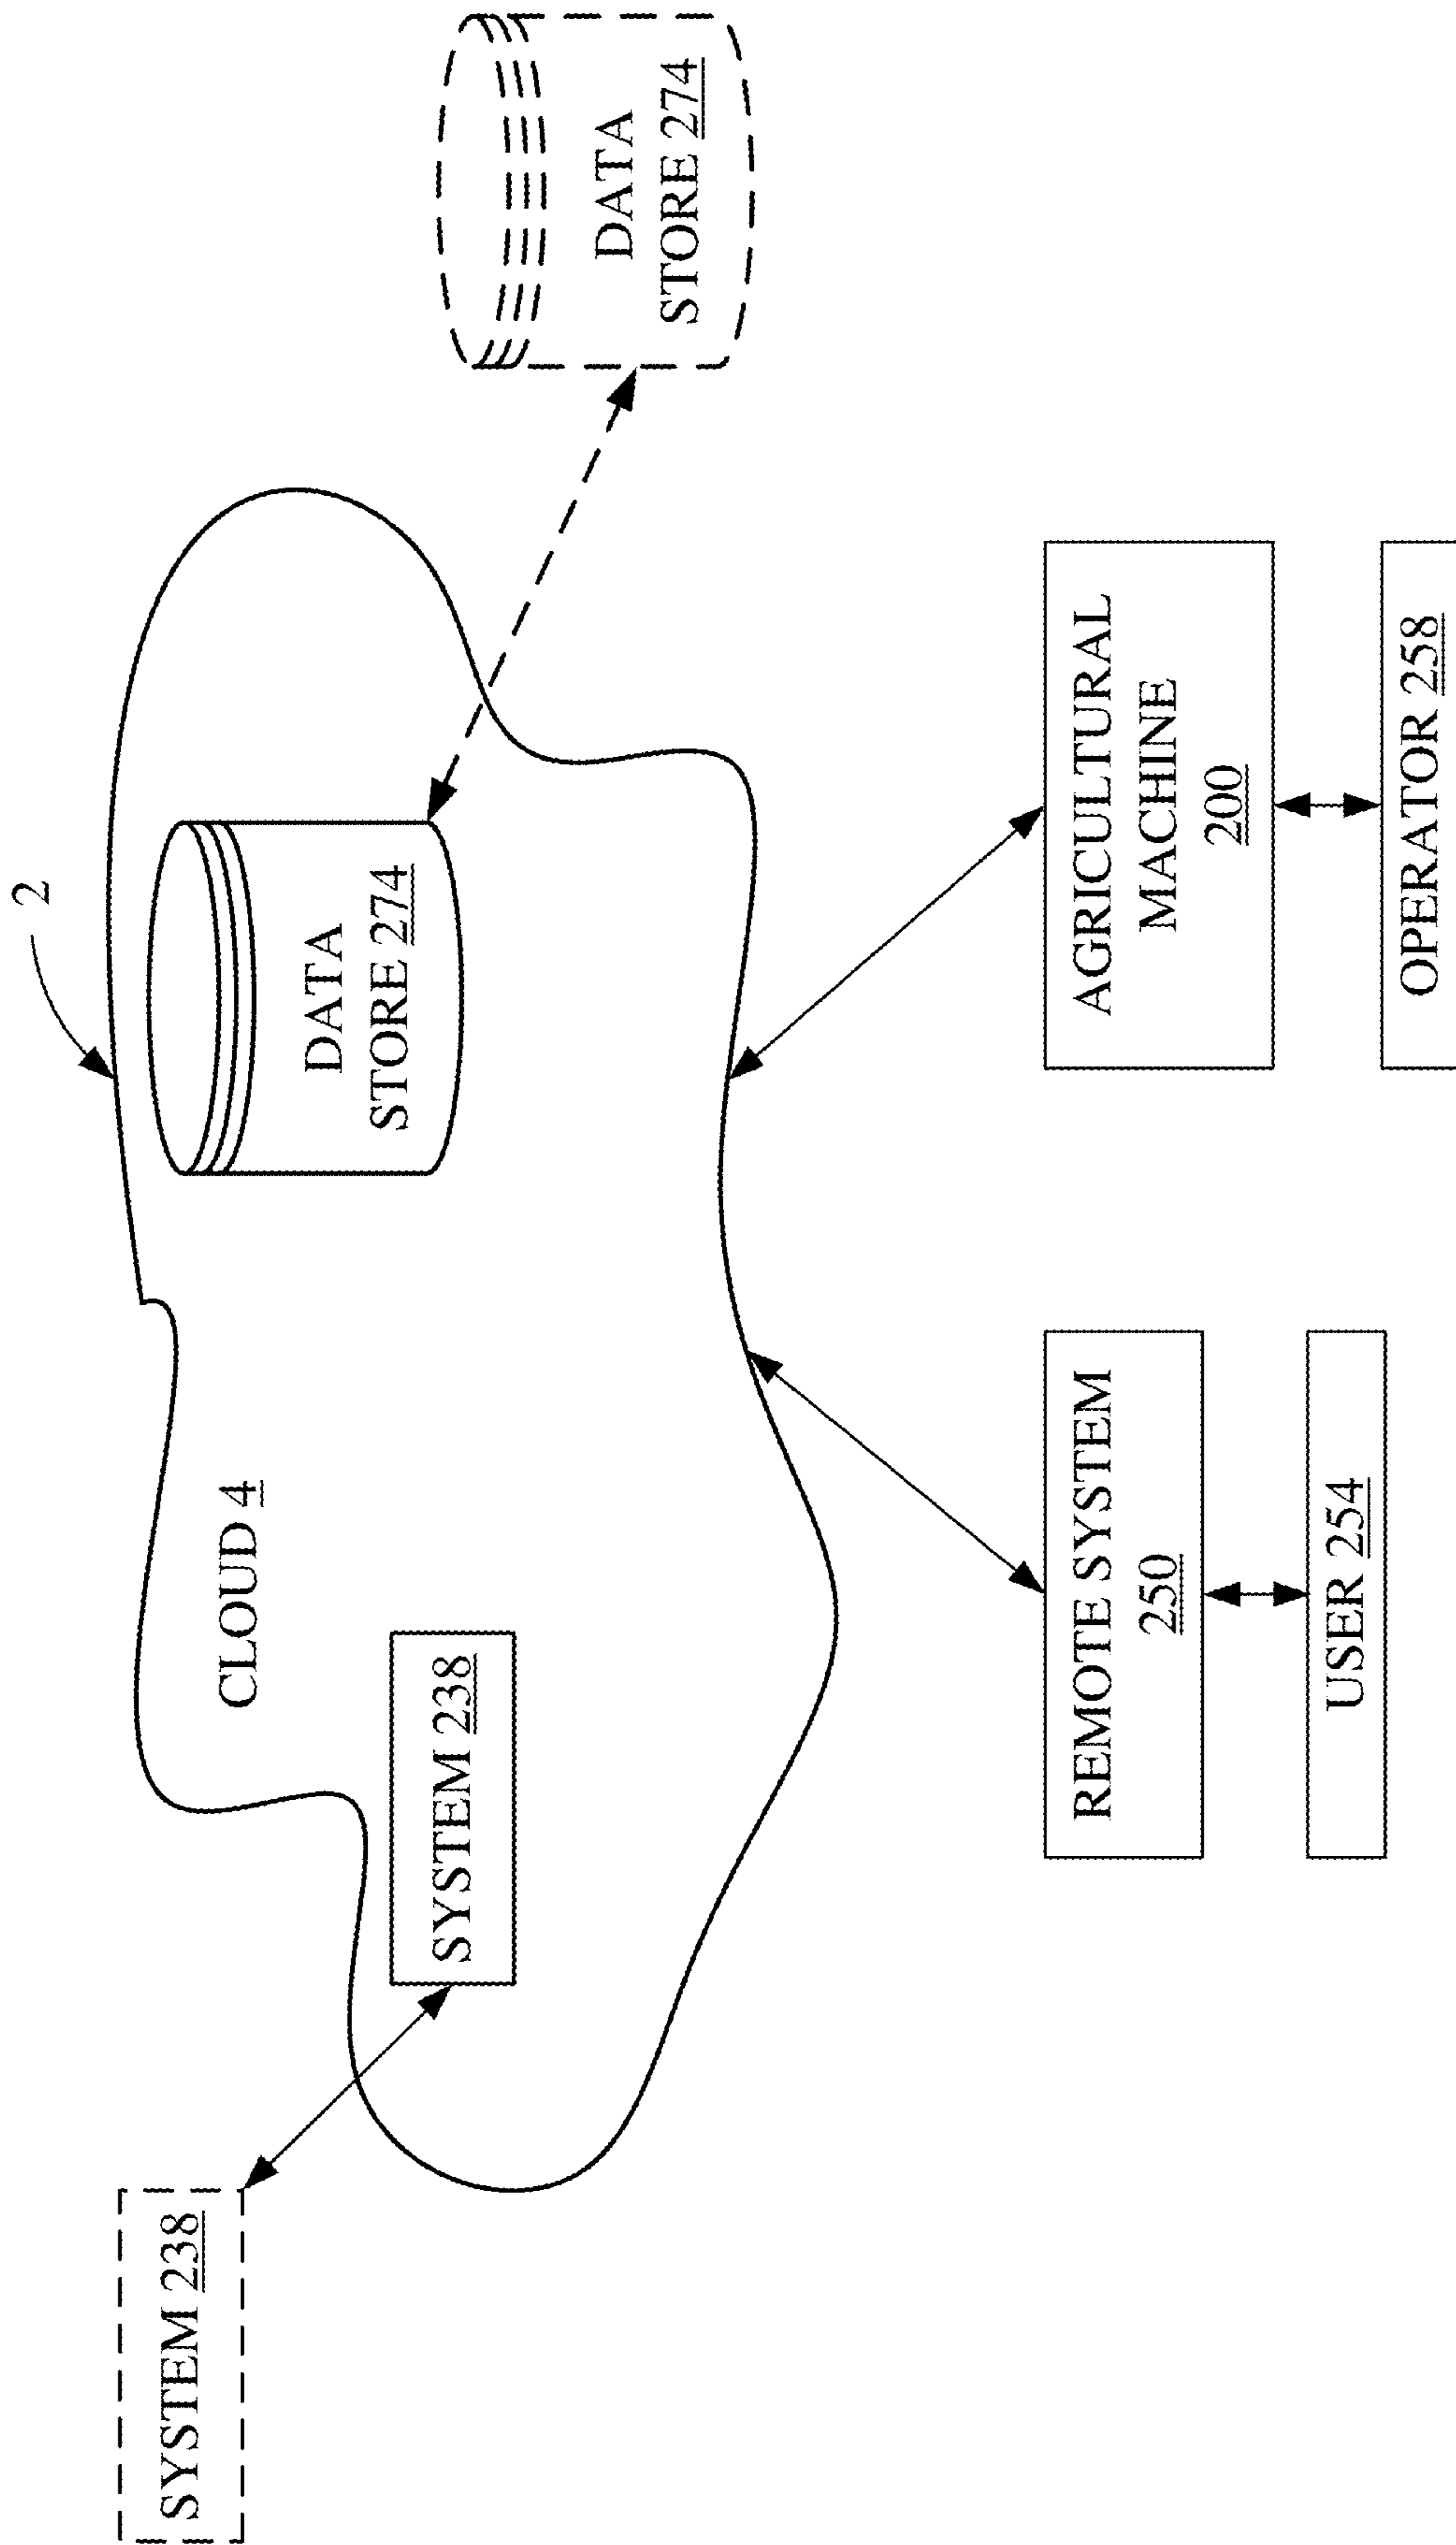 2
SYSTEM 238
CLOUD 4
DATA
STORE 274
SYSTEM 238
DATA
STORE 274
REMOTE SYSTEM
250
AGRICULTURAL
MACHINE
200
USER 254
OPERATOR 258